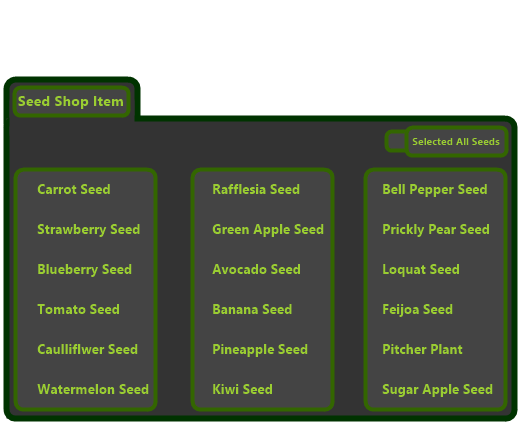 Seed Shop Item
Selected All Seeds
Carrot Seed
Strawberry Seed
Blueberry Seed
Tomato Seed
Caulliflwer Seed
Watermelon Seed
Rafflesia Seed
Green Apple Seed
Avocado Seed
Banana Seed
Pineapple Seed
Kiwi Seed
Bell Pepper Seed
Prickly Pear Seed
Loquat Seed
Feijoa Seed
Pitcher Plant
Sugar Apple Seed